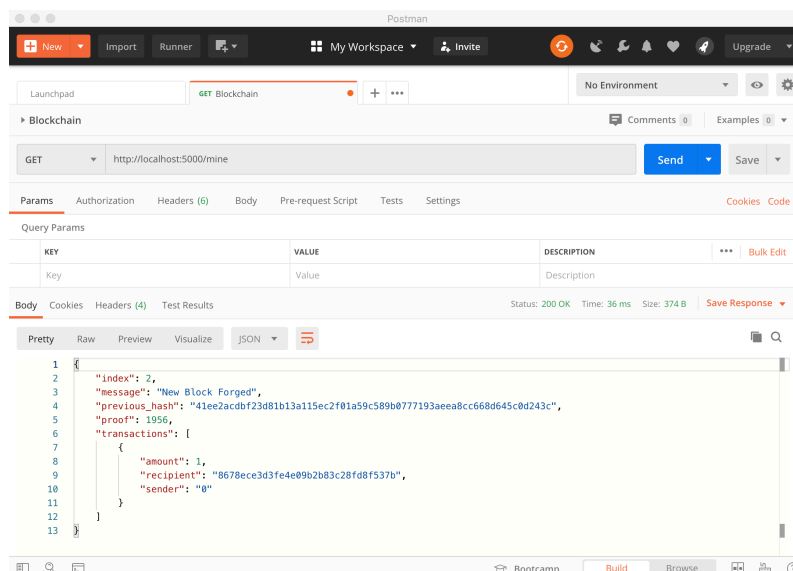 Postman
New Import Runner My Workspace Invite Upgrade
Launchpad GET Blockchain No Environment
Blockchain Comments 0 Examples 0
GET http://localhost:5000/mine Send Save
Params Authorization Headers (6) Body Pre-request Script Tests Settings Cookies Code
Query Params
KEY VALUE DESCRIPTION Bulk Edit
Key Value Description
Body Cookies Headers (4) Test Results Status: 200 OK Time: 36 ms Size: 374 B Save Response
Pretty Raw Preview Visualize JSON
1 {
2 "index": 2,
3 "message": "New Block Forged",
4 "previous_hash": "41ee2acdbf23d81b13a115ec2f01a59c589b0777193aeea8cc668d645c0d243c",
5 "proof": 1956,
6 "transactions": [
7 {
8 "amount": 1,
9 "recipient": "8678ece3d3fe4e09b2b83c28fd8f537b",
10 "sender": "0"
11 }
12 ]
13 }
Bootcamp Build Browse